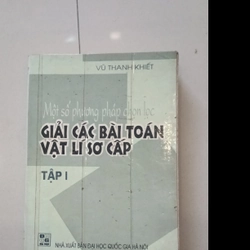 VŨ THANH KHIẾT
Một số phương pháp chọn lọc
GIẢI CÁC BÀI TOÁN
VẬT LÍ SƠ CẤP
TẬP I
NHÀ XUẤT BẢN ĐẠI HỌC QUỐC GIA HÀ NỘI